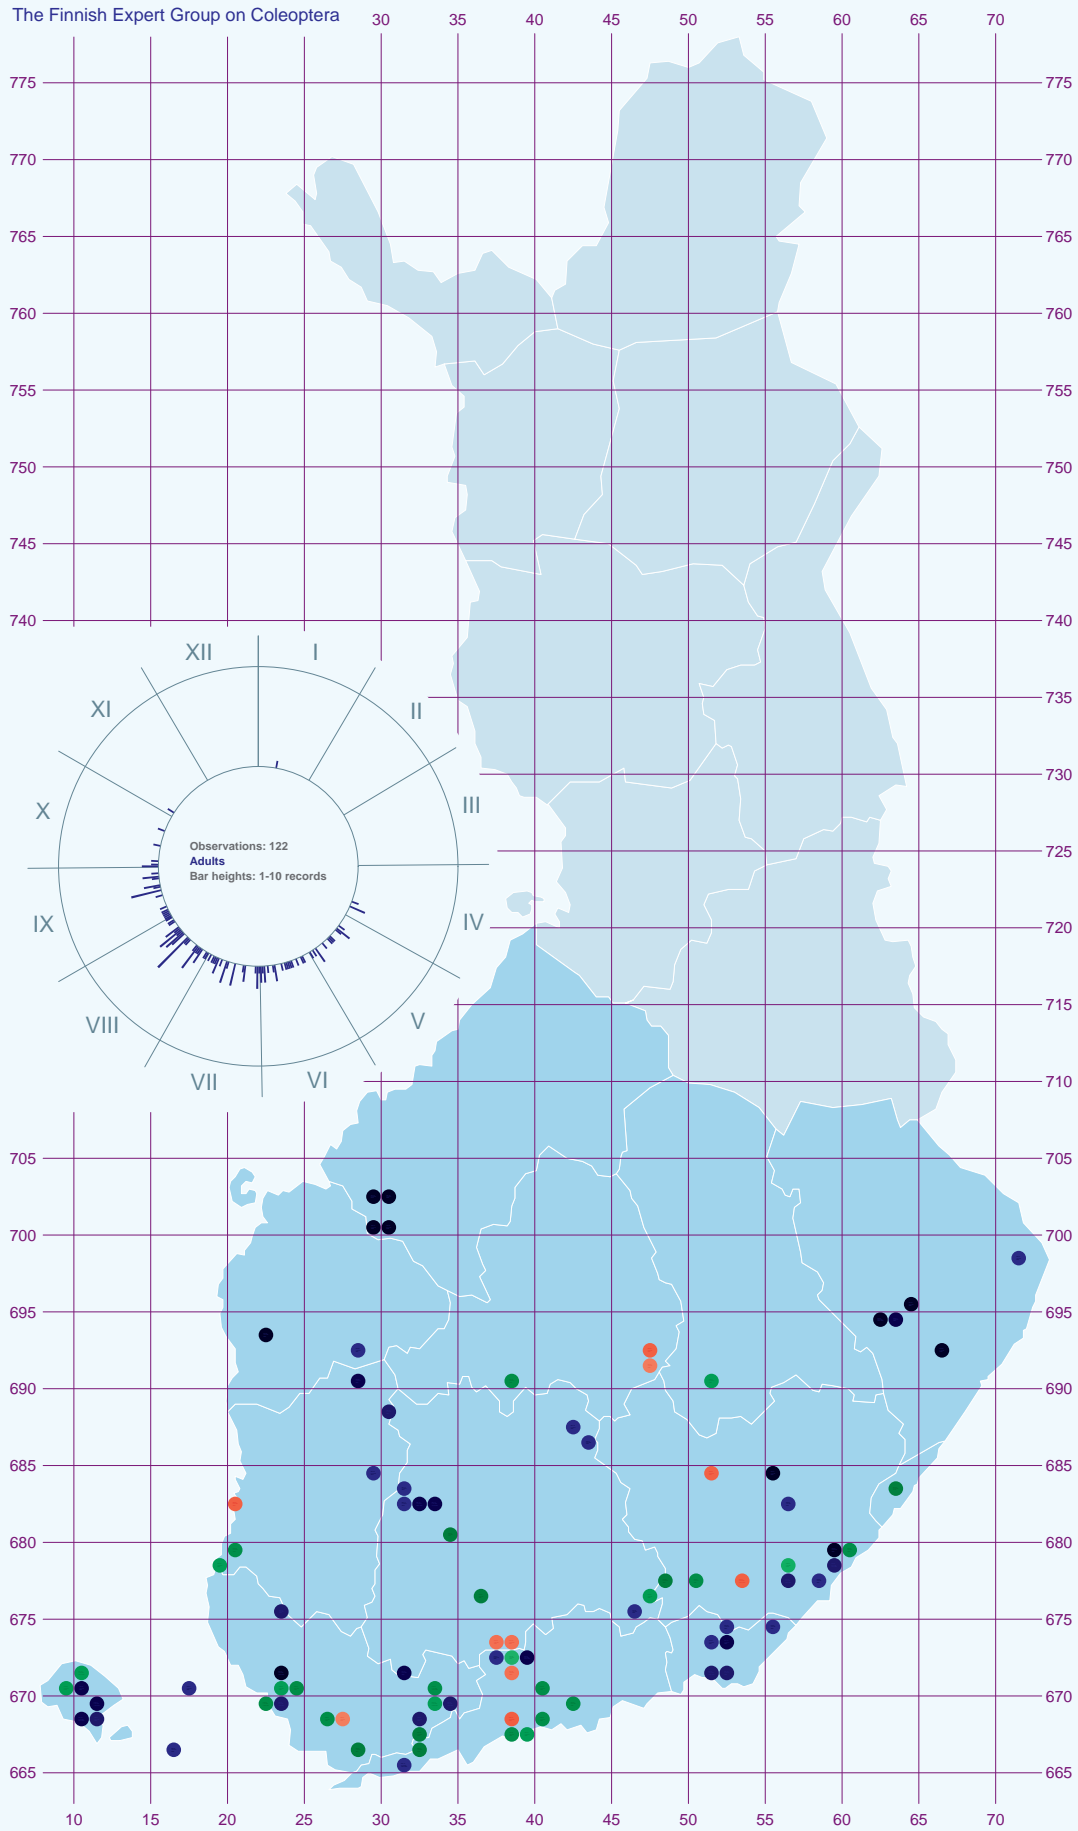 The Finnish Expert Group on Coleoptera
30 35 40 45 50 55 60 70
775 775
770 770
765 765
760 760
755 755
750 750
745 745
740 740
XII I
735
XI II
730
X III
725
Observations: 122
Adults
Bar heights: 1-10 records
IX IV 720
715
VIII V
VII VI
710
705 705
700 700
695 695
690 690
685 685
680 680
675 675
670 670
665 665
10 15 20 25 30 35 40 45 50 55 60 70